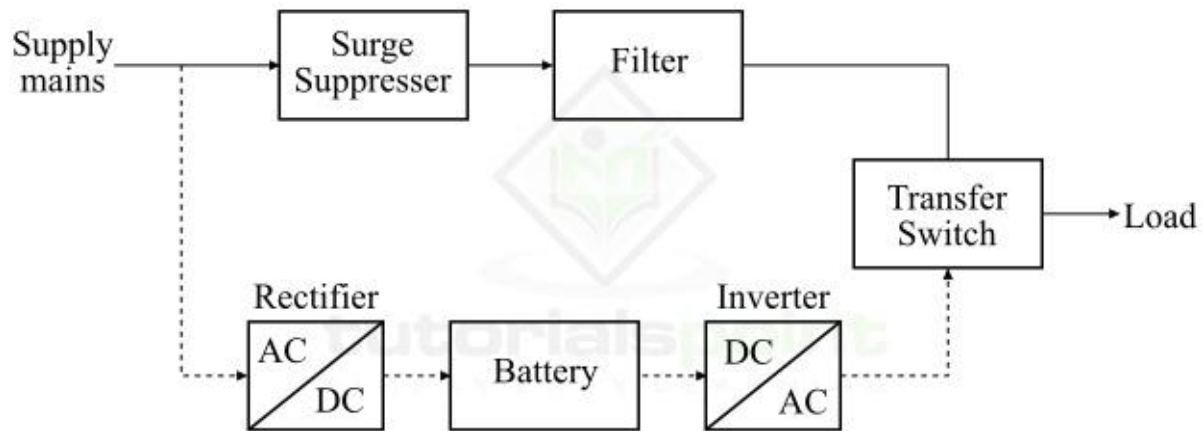 Supply
mains
Surge
Suppresser
Filter
Transfer
Switch
Load
Rectifier
AC
DC
Battery
Inverter
DC
AC
tutorialspoint